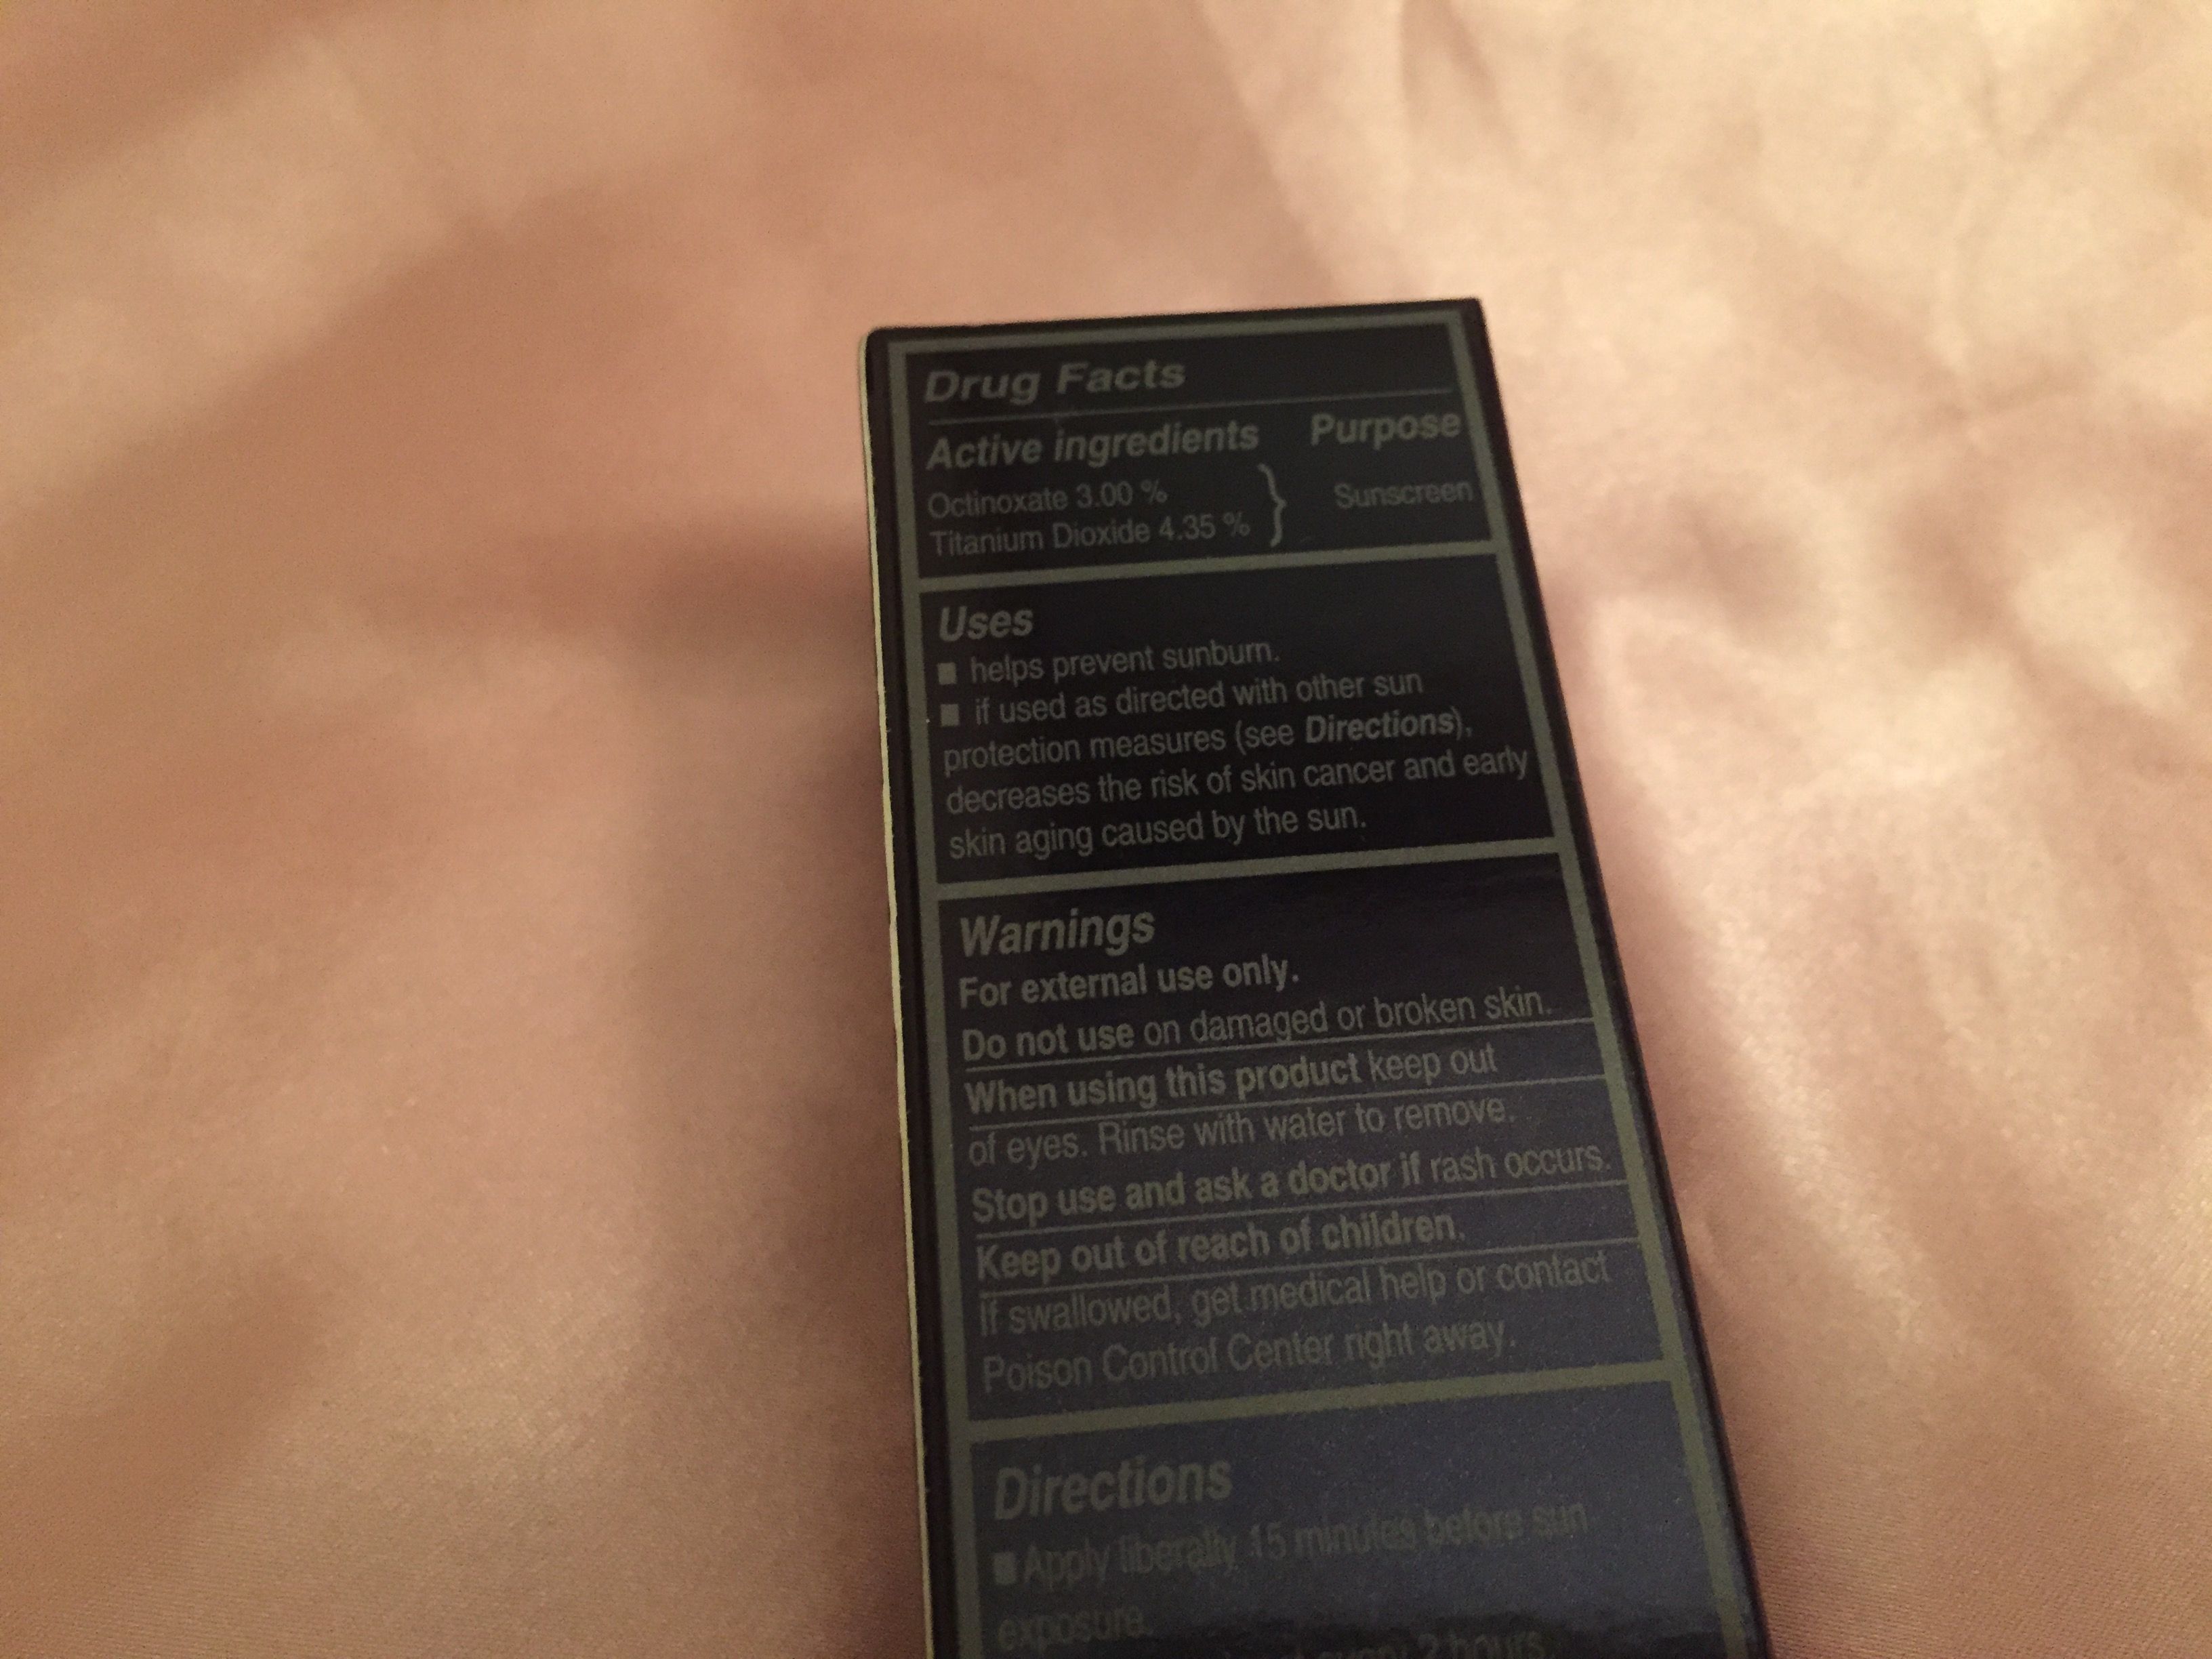 Drug Facts
Active ingredients Purpose
Octinoxate 3.00 % } Sunscreen
Titanium Dioxide 4.35 %
Uses
■ helps prevent sunburn.
■ if used as directed with other sun
protection measures (see Directions),
decreases the risk of skin cancer and early
skin aging caused by the sun.
Warnings
For external use only.
Do not use on damaged or broken skin.
When using this product keep out
of eyes. Rinse with water to remove.
Stop use and ask a doctor if rash occurs.
Keep out of reach of children.
If swallowed, get medical help or contact
Poison Control Center right away.
Directions
■ Apply liberally 15 minutes before sun
exposure.
every 2 hours.